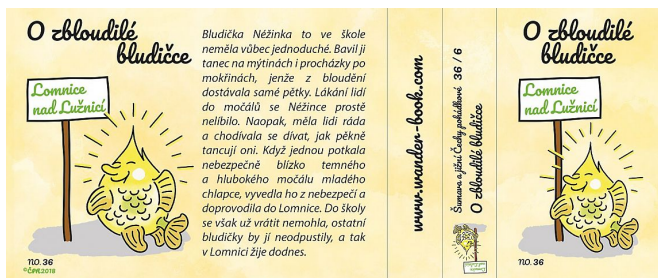 O zbloudilé
bludičce
Lomnice
nad Lužnicí
NO. 36
©ČPR 2018
Bludička Něžinka to ve škole
neměla vůbec jednoduché. Bavil ji
tanec na mýtinách i procházky po
mokřinách, jenže z bloudění
dostávala samé pětky. Lákání lidí
do močálů se Něžince prostě
nelíbilo. Naopak, měla lidi ráda
a chodívala se dívat, jak pěkně
tancují oni. Když jednou potkala
nebezpečně blízko temného
a hlubokého močálu mladého
chlapce, vyvedla ho z nebezpečí a
doprovodila do Lomnice. Do školy
se však už vrátit nemohla, ostatní
bludičky by jí neodpustily, a tak
v Lomnici žije dodnes.
www.wander-book.com
Šumava a jižní Čechy pohádkové 36 / 6
O zbloudilé bludičce
O zbloudilé
bludičce
Lomnice
nad Lužnicí
NO. 36